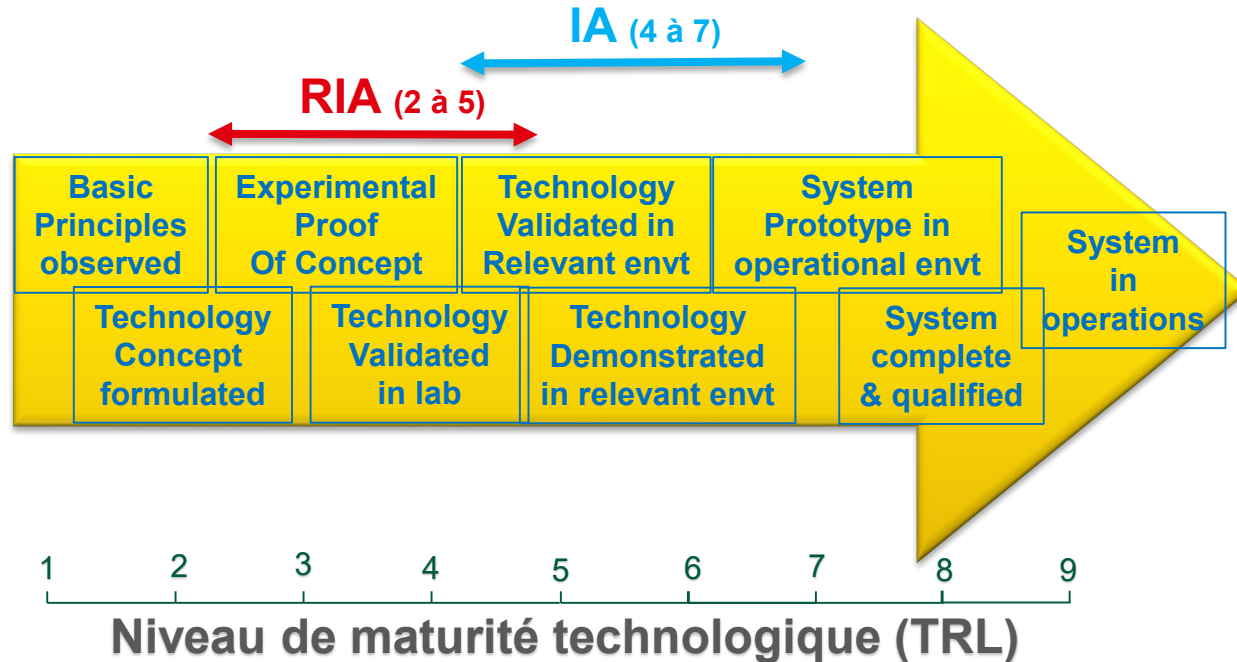 IA (4 à 7)
RIA (2 à 5)
Basic
Principles
observed
Experimental
Proof
Of Concept
Technology
Validated in
Relevant envt
System
Prototype in
operational envt
System
in
operations
Technology
Concept
formulated
Technology
Validated
in lab
Technology
Demonstrated
in relevant envt
System
complete
& qualified
1 2 3 4 5 6 7 8 9
Niveau de maturité technologique (TRL)